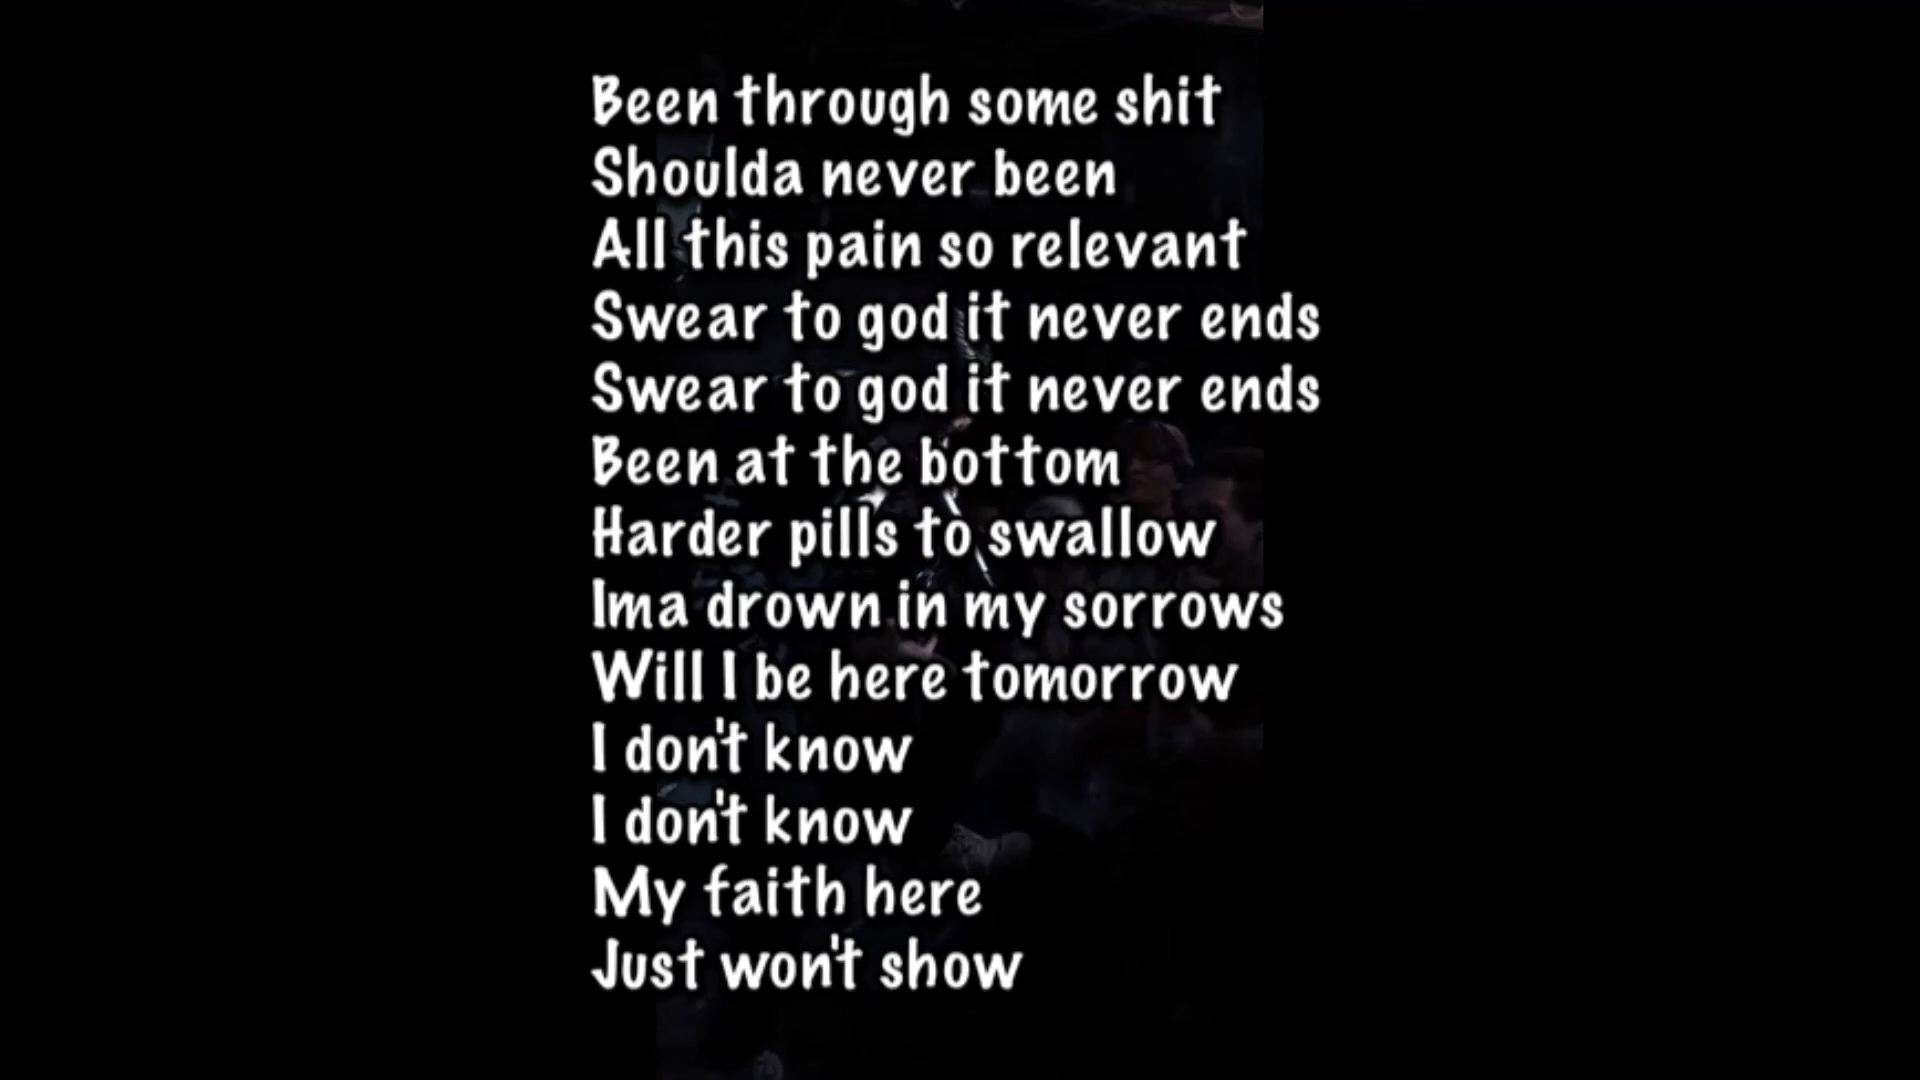 Been through some shit
Shoulda never been
All this pain so relevant
Swear to god it never ends
Swear to god it never ends
Been at the bottom
Harder pills to swallow
Ima drown in my sorrows
Will I be here tomorrow
I don't know
I don't know
My faith here
Just won't show